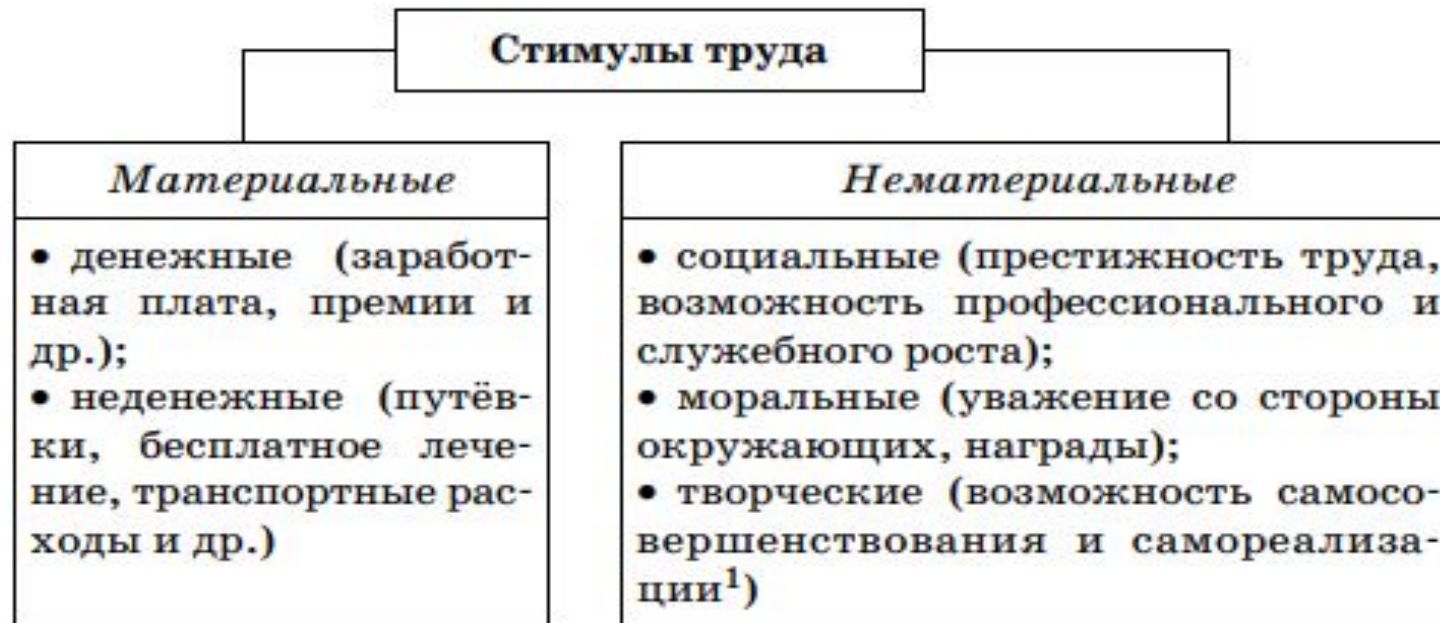 Стимулы труда
Материальные
• денежные (заработ-
ная плата, премии и
др.);
• неденежные (путёв-
ки, бесплатное лече-
ние, транспортные рас-
ходы и др.)
Нематериальные
• социальные (престижность труда,
возможность профессионального и
служебного роста);
• моральные (уважение со стороны
окружающих, награды);
• творческие (возможность самосо-
вершенствования и самореализа-
ции¹)